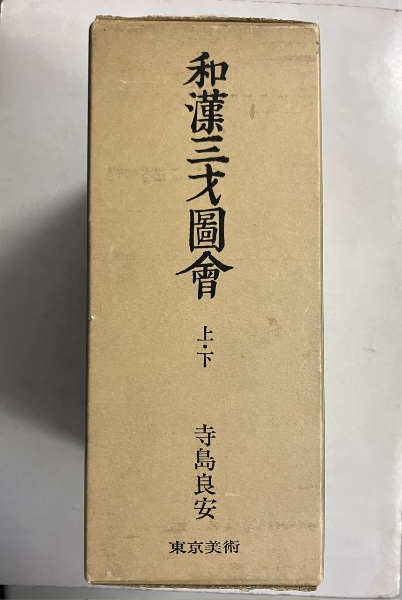 和漢三才圖會
上・下
寺島良安
東京美術